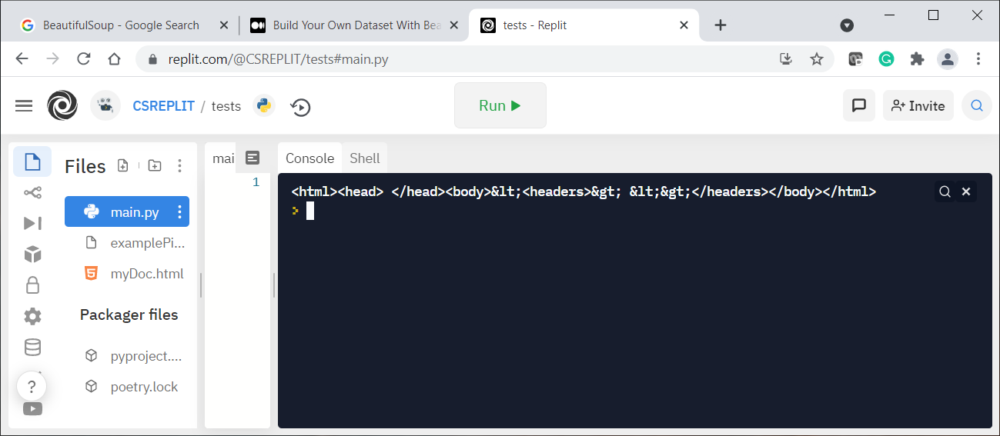 BeautifulSoup - Google Search
Build Your Own Dataset With Bea
tests - Replit
replit.com/@CSREPLIT/tests#main.py
CSREPLIT / tests
Run
Invite
Files
mai
Console
Shell
1
main.py
examplePi...
myDoc.html
Packager files
pyproject....
poetry.lock
?
<html><head> </head><body>&lt;<headers>&gt; &lt;&gt;</headers></body></html>
>